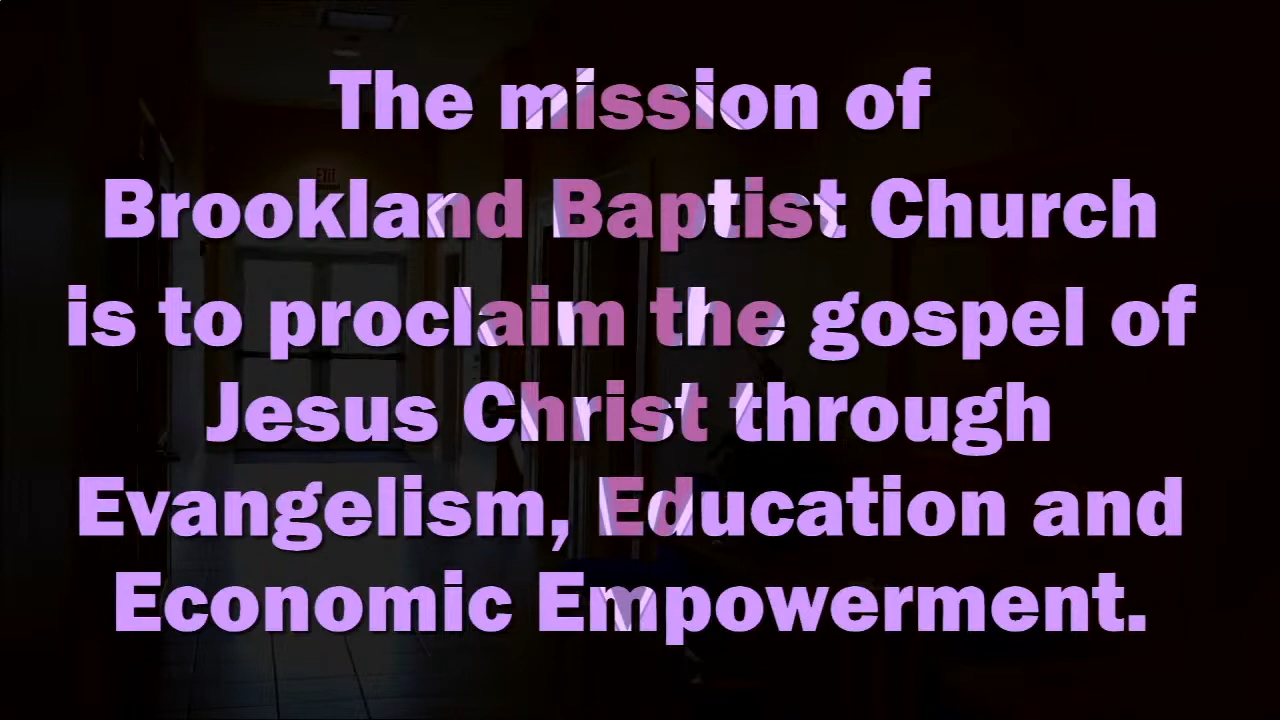 The mission of
Brookland Baptist Church
is to proclaim the gospel of
Jesus Christ through
Evangelism, Education and
Economic Empowerment.
EXIT